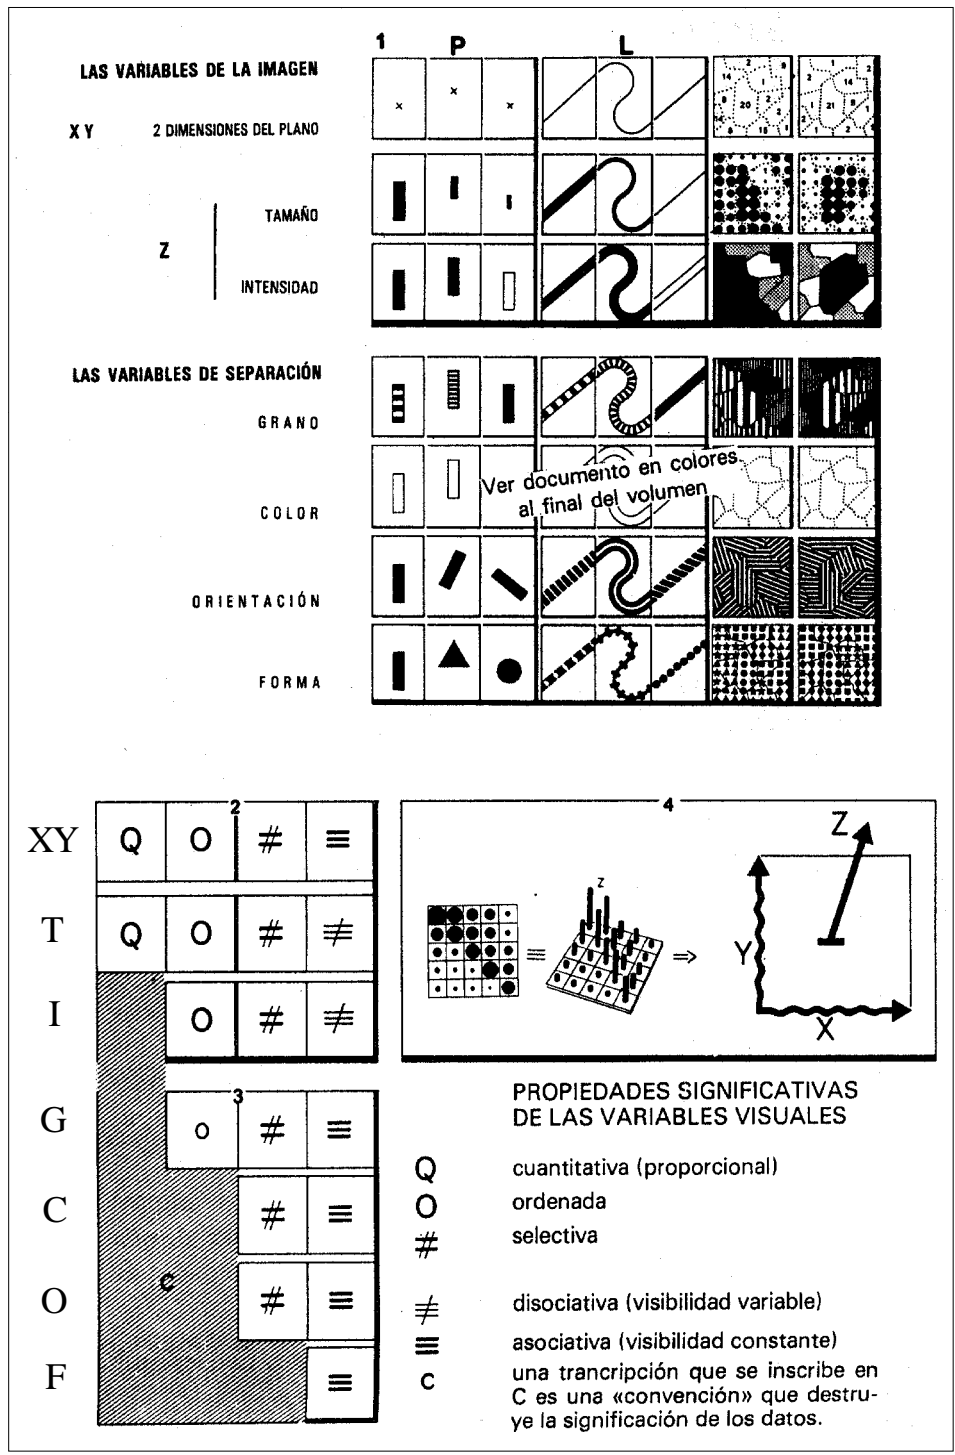 1 P L
LAS VARIABLES DE LA IMAGEN
X Y 2 DIMENSIONES DEL PLANO
TAMAÑO
Z
INTENSIDAD
LAS VARIABLES DE SEPARACIÓN
GRANO
COLOR
Ver documento en colores
al final del volumen
ORIENTACIÓN
FORMA
2
XY Q O # ≡
T Q O #
I O #
3
G O # ≡
C # ≡
O # ≡
C
F ≡
4
Z
≡ ⇒
Z
Y
X
PROPIEDADES SIGNIFICATIVAS
DE LAS VARIABLES VISUALES
Q cuantitativa (proporcional)
O ordenada
# selectiva
disociativa (visibilidad variable)
≡ asociativa (visibilidad constante)
C una trancripción que se inscribe en
C es una «convención» que destru-
ye la significación de los datos.